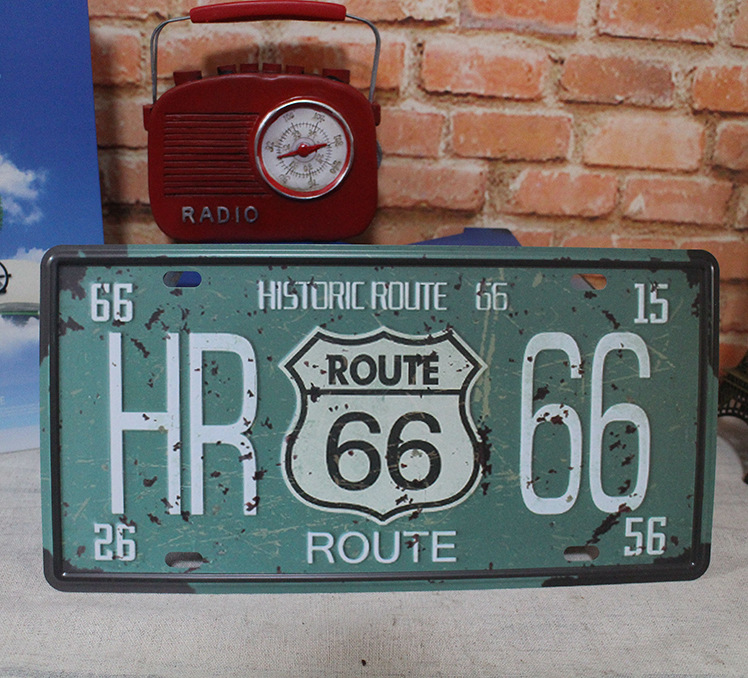 RADIO
66 HISTORIC ROUTE 66 15
HR ROUTE 66 66
26 ROUTE 56